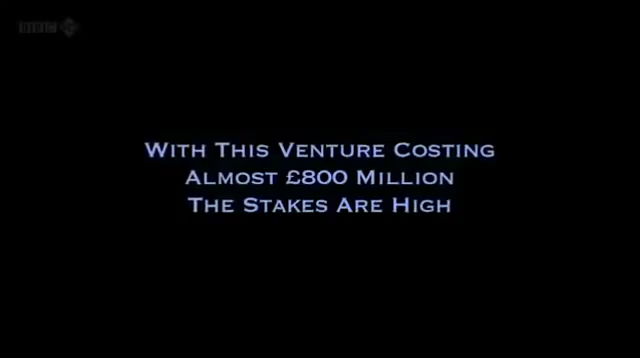 WITH THIS VENTURE COSTING
ALMOST £800 MILLION
THE STAKES ARE HIGH